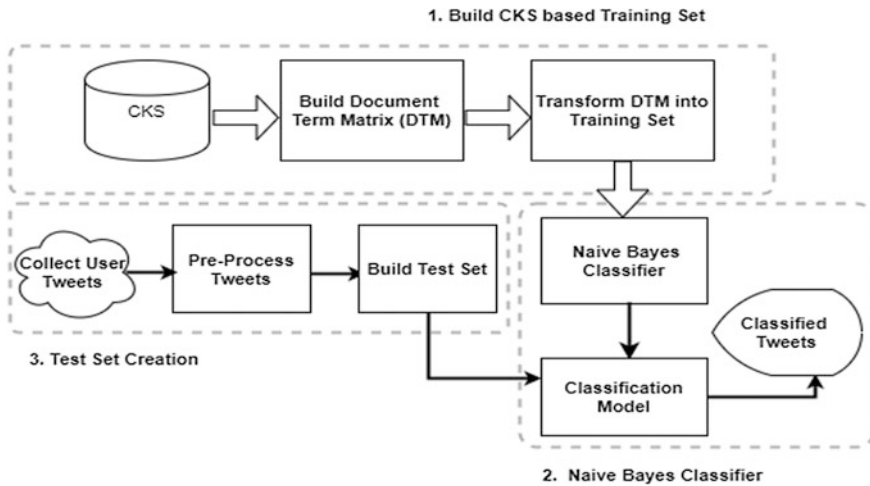 1. Build CKS based Training Set
CKS
Build Document
Term Matrix (DTM)
Transform DTM into
Training Set
Collect User
Tweets
Pre-Process
Tweets
Build Test Set
Naive Bayes
Classifier
Classified
Tweets
3. Test Set Creation
Classification
Model
2. Naive Bayes Classifier